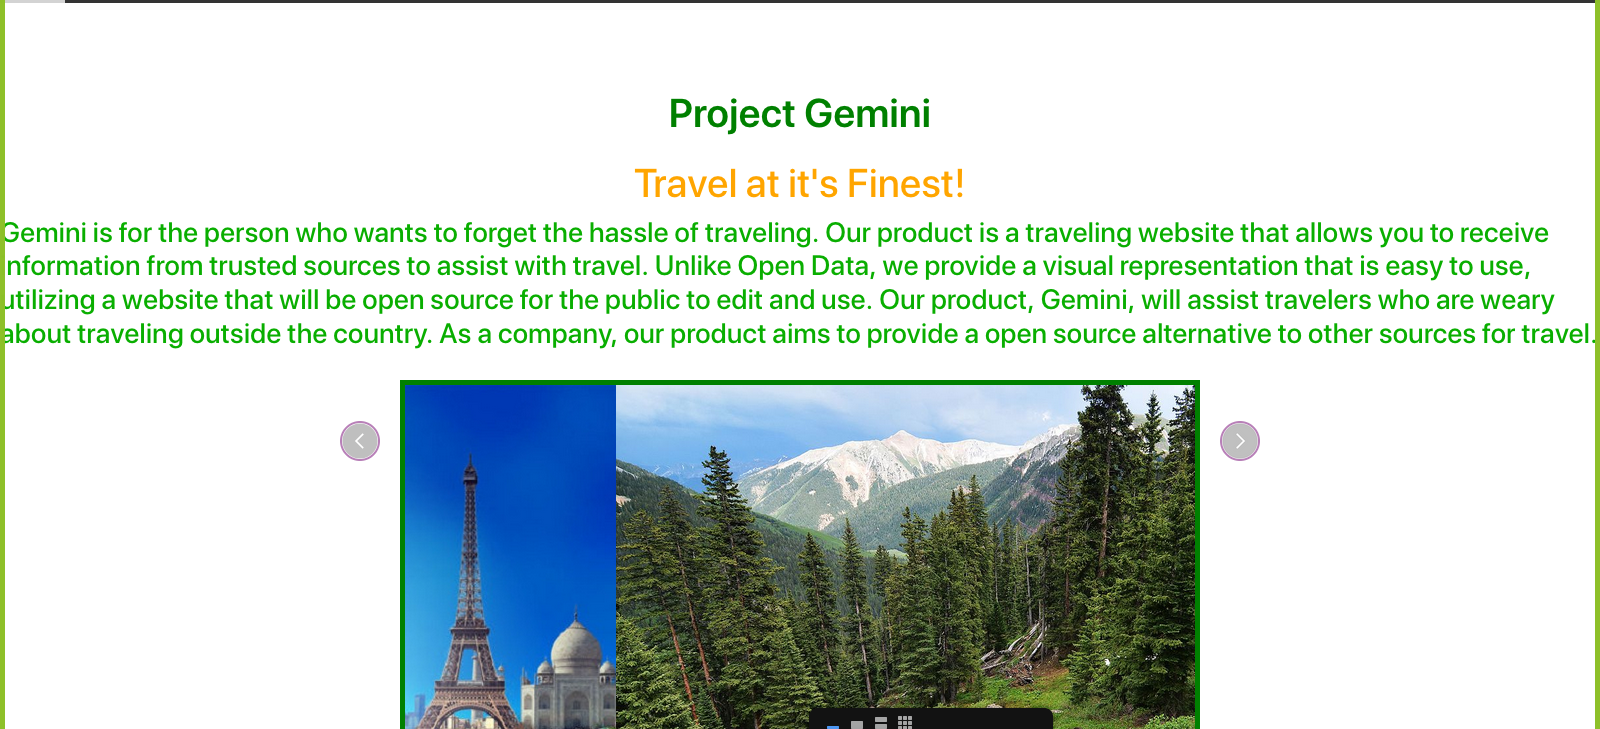 Project Gemini
Travel at it's Finest!
Gemini is for the person who wants to forget the hassle of traveling. Our product is a traveling website that allows you to receive
information from trusted sources to assist with travel. Unlike Open Data, we provide a visual representation that is easy to use,
utilizing a website that will be open source for the public to edit and use. Our product, Gemini, will assist travelers who are weary
about traveling outside the country. As a company, our product aims to provide a open source alternative to other sources for travel.